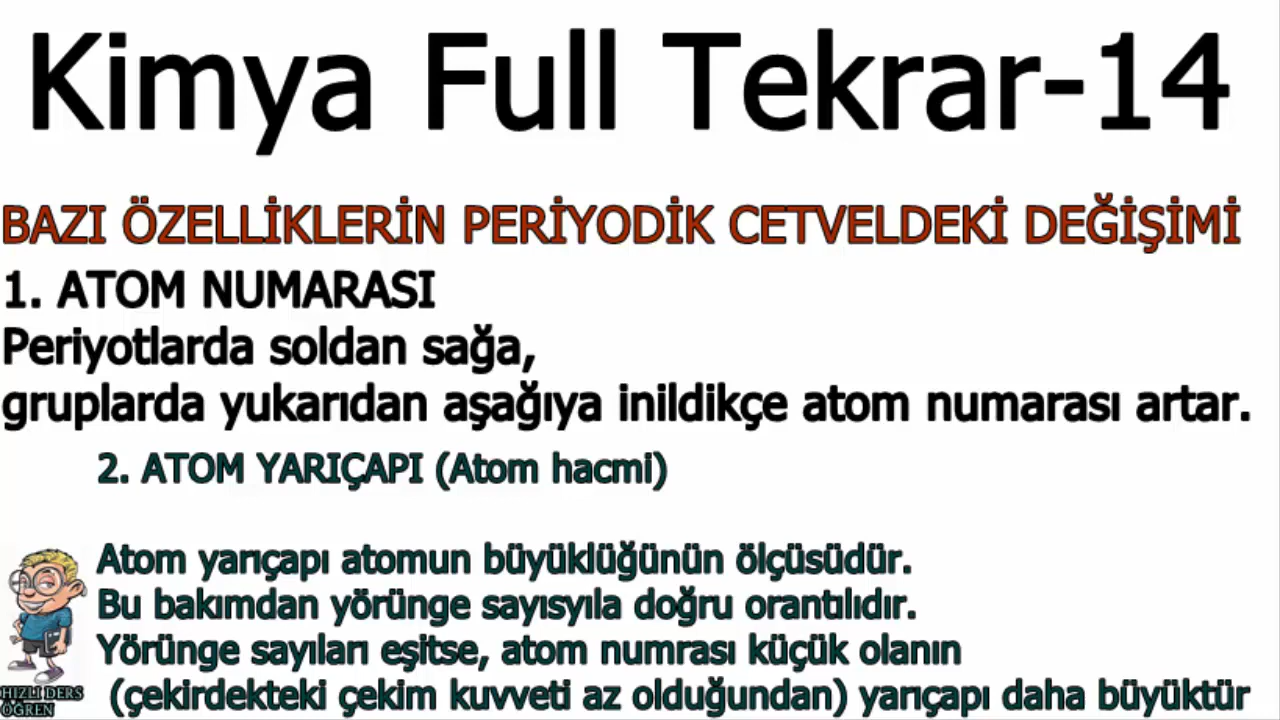 Kimya Full Tekrar-14
BAZI ÖZELLİKLERİN PERİYODİK CETVELDEKİ DEĞİŞİMİ
1. ATOM NUMARASI
Periyotlarda soldan sağa,
gruplarda yukarıdan aşağıya inildikçe atom numarası artar.
2. ATOM YARIÇAPI (Atom hacmi)
Atom yarıçapı atomun büyüklüğünün ölçüsüdür.
Bu bakımdan yörünge sayısyıla doğru orantılıdır.
Yörünge sayıları eşitse, atom numrası küçük olanın
(çekirdekteki çekim kuvveti az olduğundan) yarıçapı daha büyüktür
HIZLI DERS
ÖĞREN